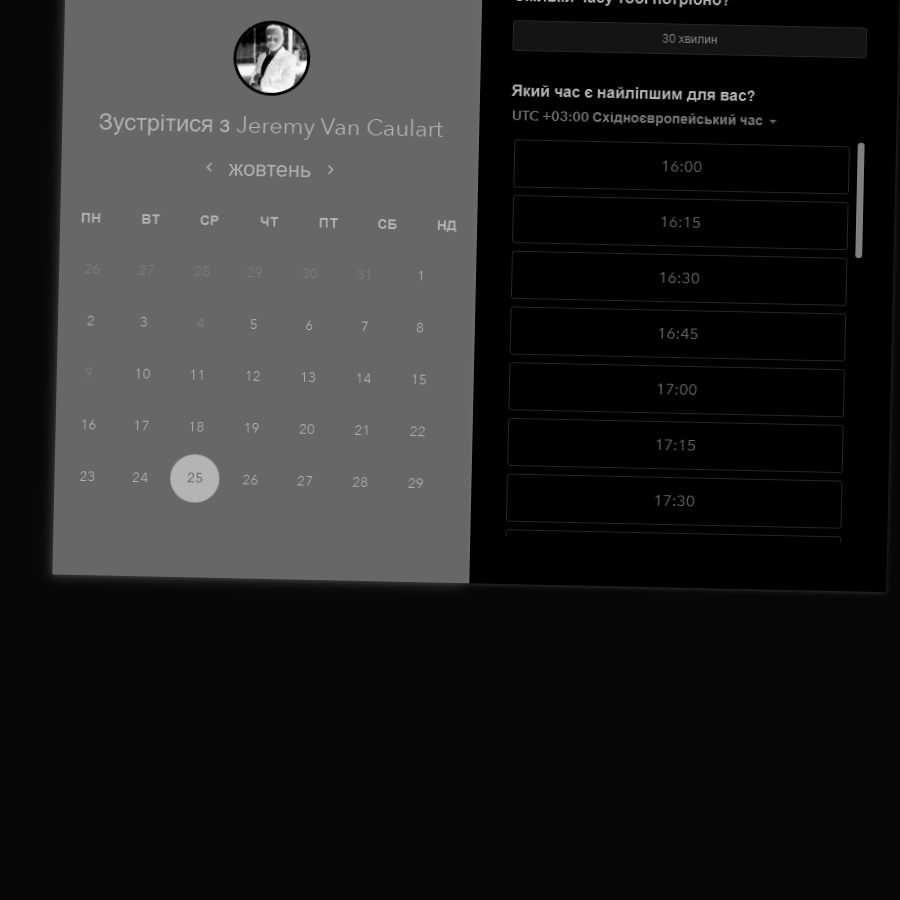 Зустрітися з Jeremy Van Caulart
жовтень
ПН ВТ СР ЧТ ПТ СБ НД
26 27 28 29 30 31 1
2 3 4 5 6 7 8
9 10 11 12 13 14 15
16 17 18 19 20 21 22
23 24 25 26 27 28 29
часу тобі потрібно?
30 хвилин
Який час є найліпшим для вас?
UTC +03:00 Східноєвропейський час
16:00
16:15
16:30
16:45
17:00
17:15
17:30